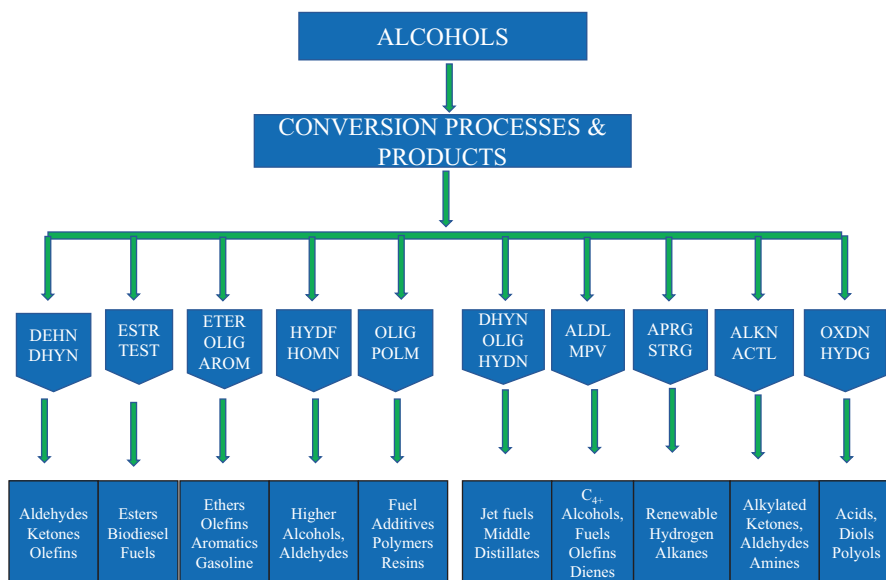 ALCOHOLS
CONVERSION PROCESSES &
PRODUCTS
DEHN
DHYN
ESTR
TEST
ETER
OLIG
AROM
HYDF
HOMN
OLIG
POLM
DHYN
OLIG
HYDN
ALDL
MPV
APRG
STRG
ALKN
ACTL
OXDN
HYDG
Aldehydes
Ketones
Olefins
Esters
Biodiesel
Fuels
Ethers
Olefins
Aromatics
Gasoline
Higher
Alcohols,
Aldehydes
Fuel
Additives
Polymers
Resins
Jet fuels
Middle
Distillates
C₄₊
Alcohols,
Fuels
Olefins
Dienes
Renewable
Hydrogen
Alkanes
Alkylated
Ketones,
Aldehydes
Amines
Acids,
Diols
Polyols